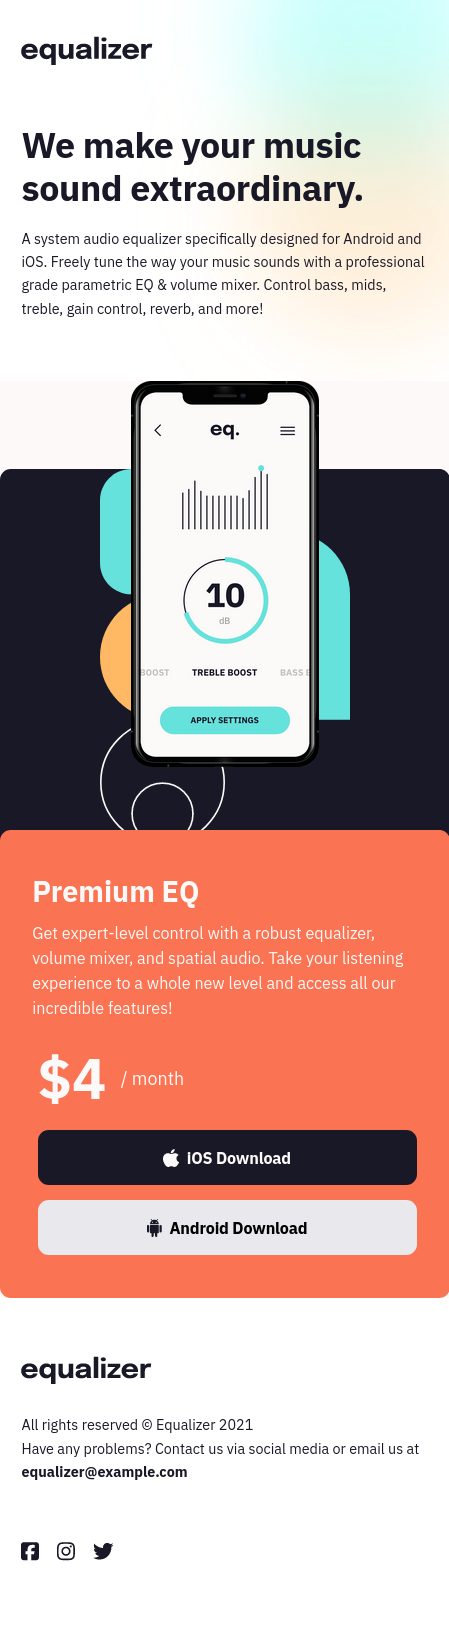 equalizer
We make your music
sound extraordinary.
A system audio equalizer specifically designed for Android and
iOS. Freely tune the way your music sounds with a professional
grade parametric EQ & volume mixer. Control bass, mids,
treble, gain control, reverb, and more!
eq.
10
dB
BOOST TREBLE BOOST BASS B
APPLY SETTINGS
Premium EQ
Get expert-level control with a robust equalizer,
volume mixer, and spatial audio. Take your listening
experience to a whole new level and access all our
incredible features!
$4 / month
iOS Download
Android Download
equalizer
All rights reserved © Equalizer 2021
Have any problems? Contact us via social media or email us at
equalizer@example.com